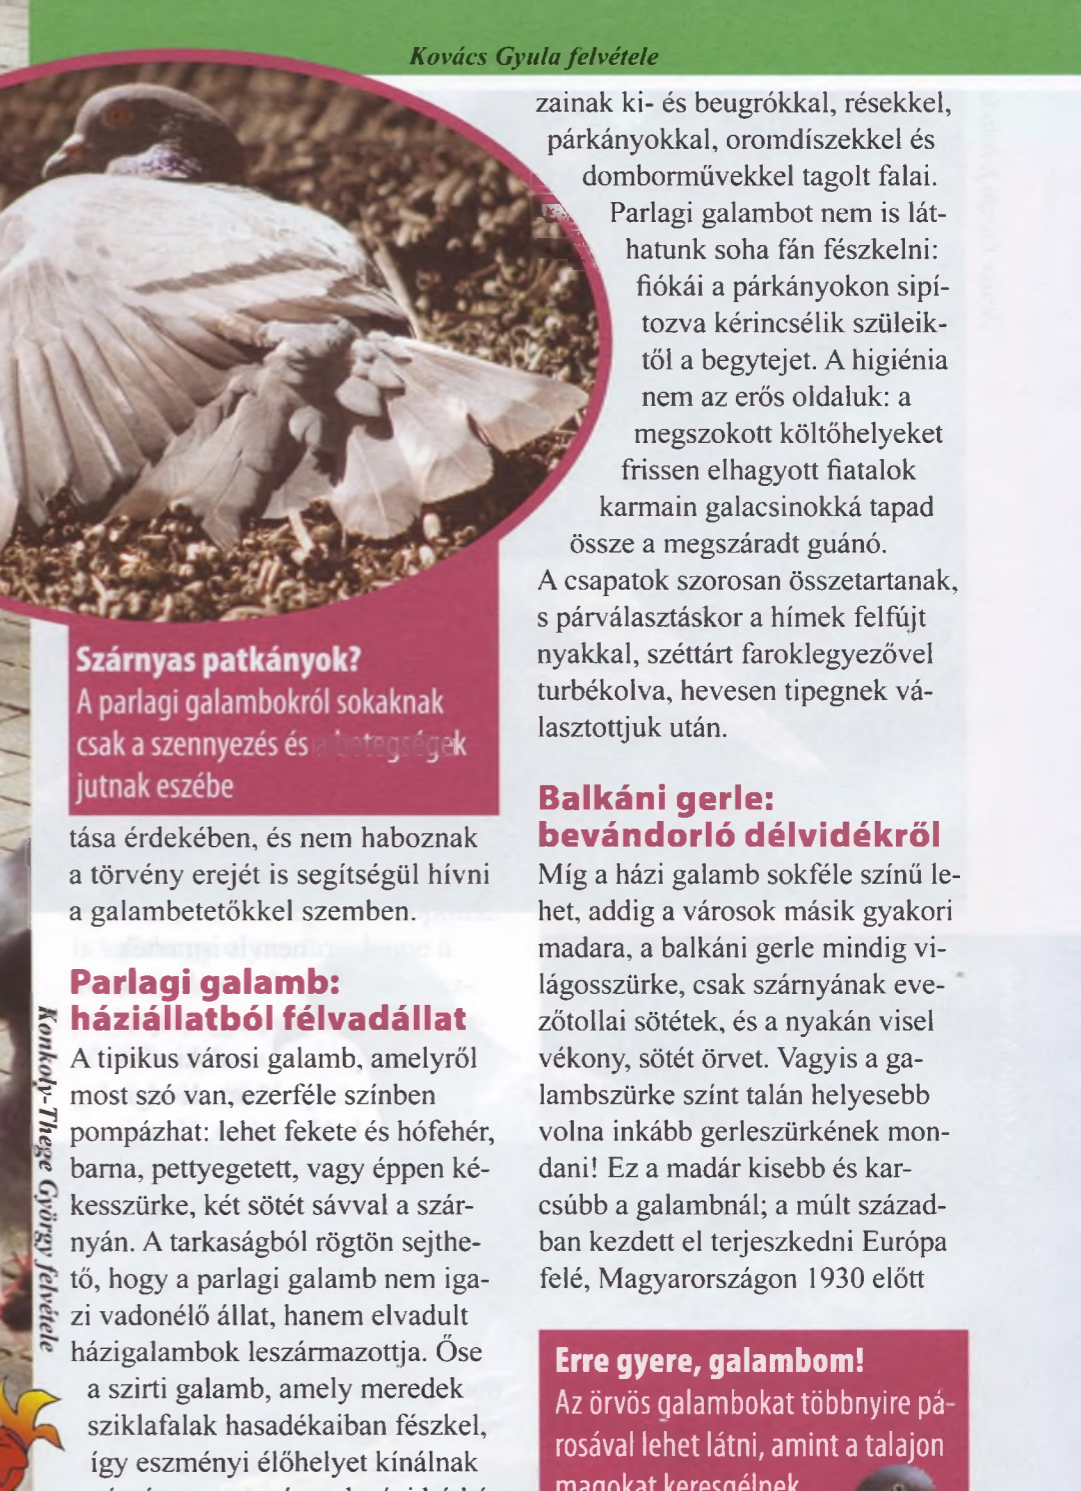 Kovács Gyula felvétele
Szárnyas patkányok?
A parlagi galambokról sokaknak
csak a szennyezés és a betegségek
jutnak eszébe
tása érdekében, és nem haboznak
a törvény erejét is segítségül hívni
a galambetetőkkel szemben.
Parlagi galamb:
háziállatból félvadállat
A tipikus városi galamb, amelyről
most szó van, ezerféle színben
pompázhat: lehet fekete és hófehér,
barna, pettyegetett, vagy éppen ké-
kesszürke, két sötét sávval a szár-
nyán. A tarkaságból rögtön sejthe-
tő, hogy a parlagi galamb nem iga-
zi vadonélő állat, hanem elvadult
házigalambok leszármazottja. Őse
a szirti galamb, amely meredek
sziklafalak hasadékaiban fészkel,
így eszményi élőhelyet kínálnak
Konkoly-Thege György felvétele
zainak ki- és beugrókkal, résekkel,
párkányokkal, oromdíszekkel és
domborművekkel tagolt falai.
Parlagi galambot nem is lát-
hatunk soha fán fészkelni:
fiókái a párkányokon sipí-
tozva kérincsélik szüleik-
től a begytejet. A higiénia
nem az erős oldaluk: a
megszokott költőhelyeket
frissen elhagyott fiatalok
karmain galacsinokká tapad
össze a megszáradt guánó.
A csapatok szorosan összetartanak,
s párválasztáskor a hímek felfújt
nyakkal, széttárt faroklegyezővel
turbékolva, hevesen tipegnek vá-
lasztottjuk után.
Balkáni gerle:
bevándorló délvidékről
Míg a házi galamb sokféle színű le-
het, addig a városok másik gyakori
madara, a balkáni gerle mindig vi-
lágosszürke, csak szárnyának eve-
zőtollai sötétek, és a nyakán visel
vékony, sötét örvet. Vagyis a ga-
lambszürke színt talán helyesebb
volna inkább gerleszürkének mon-
dani! Ez a madár kisebb és kar-
csúbb a galambnál; a múlt század-
ban kezdett el terjeszkedni Európa
felé, Magyarországon 1930 előtt
Erre gyere, galambom!
Az örvös galambokat többnyire pá-
rosával lehet látni, amint a talajon
magokat keresgélnek